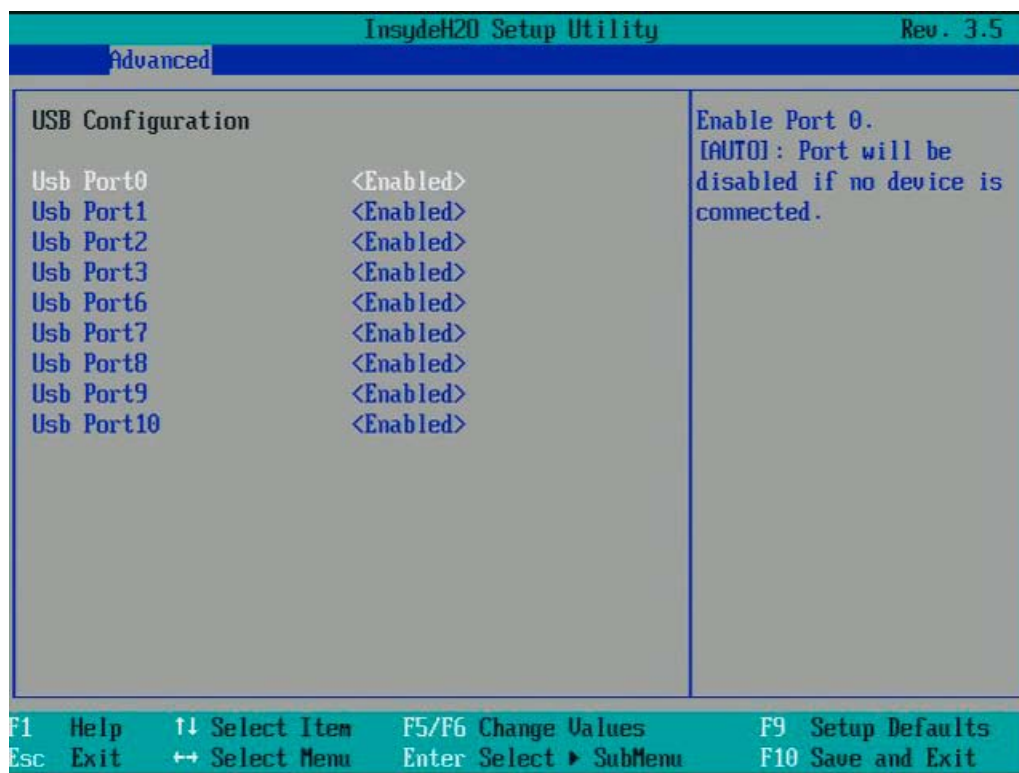 InsydeH2O Setup Utility Rev. 3.5
Advanced
USB Configuration
Usb Port0 <Enabled>
Usb Port1 <Enabled>
Usb Port2 <Enabled>
Usb Port3 <Enabled>
Usb Port6 <Enabled>
Usb Port7 <Enabled>
Usb Port8 <Enabled>
Usb Port9 <Enabled>
Usb Port10 <Enabled>
Enable Port 0.
[AUTO]: Port will be
disabled if no device is
connected.
F1 Help ↑↓ Select Item F5/F6 Change Values F9 Setup Defaults
Esc Exit ↔ Select Menu Enter Select ▶ SubMenu F10 Save and Exit